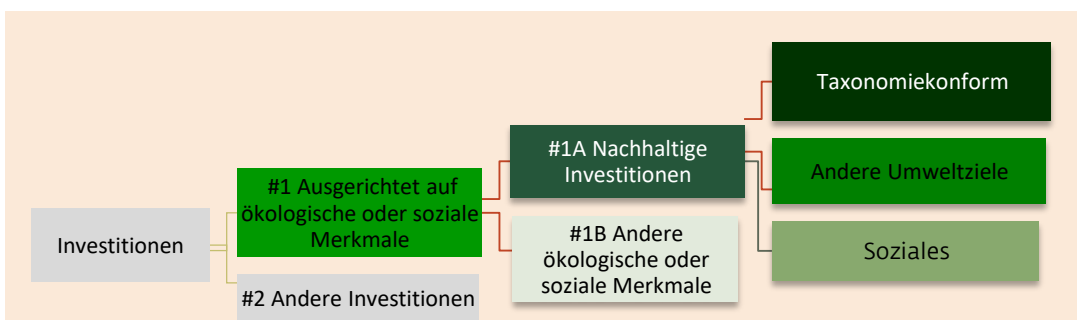 Investitionen
#1 Ausgerichtet auf
ökologische oder soziale
Merkmale
#2 Andere Investitionen
#1A Nachhaltige
Investitionen
#1B Andere
ökologische oder
soziale Merkmale
Taxonomiekonform
Andere Umweltziele
Soziales